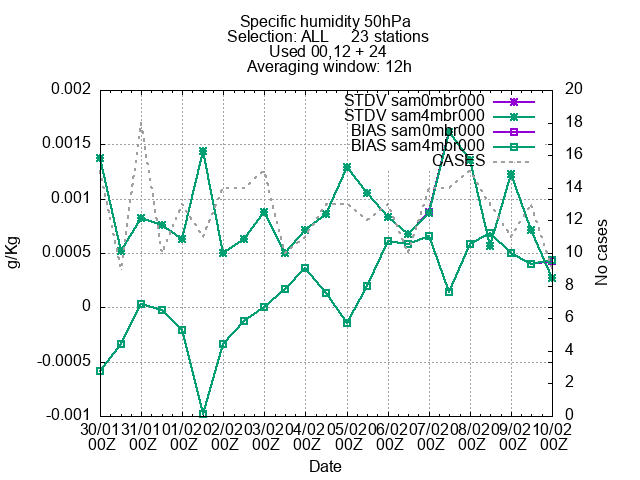 Specific humidity 50hPa
Selection: ALL 23 stations
Used 00,12 + 24
Averaging window: 12h
STDV sam0mbr000
STDV sam4mbr000
BIAS sam0mbr000
BIAS sam4mbr000
CASES
0.002
0.0015
0.001
0.0005
0
-0.0005
-0.001
g/Kg
20
18
16
14
12
10
8
6
4
2
0
No cases
30/01 31/01 01/02 02/02 03/02 04/02 05/02 06/02 07/02 08/02 09/02 10/02
00Z 00Z 00Z 00Z 00Z 00Z 00Z 00Z 00Z 00Z 00Z 00Z
Date